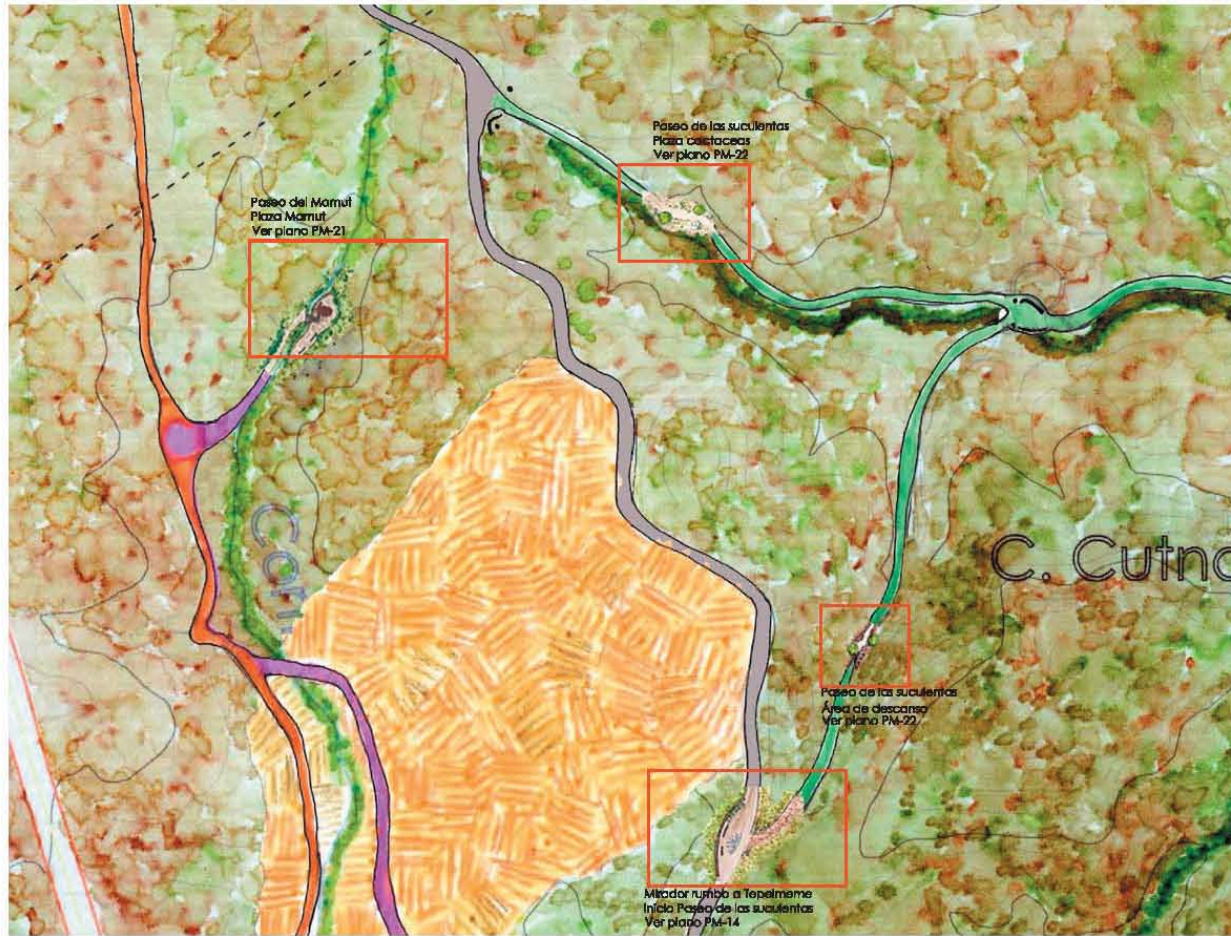 Paseo de las suculentas
Plaza cactaceas
Ver plano PM-22
Paseo del Mamut
Plaza Mamut
Ver plano PM-21
C. Cutno
Paseo de las suculentas
Área de descanso
Ver plano PM-22
Mirador rumbo a Tepelmeme
Inicio Paseo de las suculentas
Ver plano PM-14